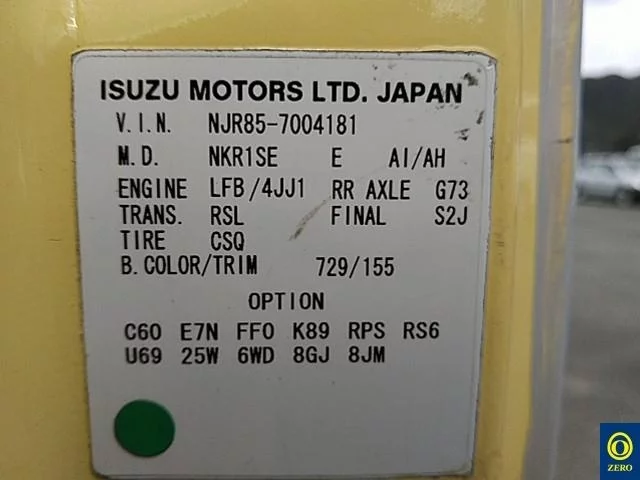 ISUZU MOTORS LTD. JAPAN
V.I.N. NJR85-7004181
M.D. NKR1SE E AI/AH
ENGINE LFB/4JJ1 RR AXLE G73
TRANS. RSL FINAL S2J
TIRE CSQ
B.COLOR/TRIM 729/155
OPTION
C60 E7N FFO K89 RPS RS6
U69 25W 6WD 8GJ 8JM
ZERO